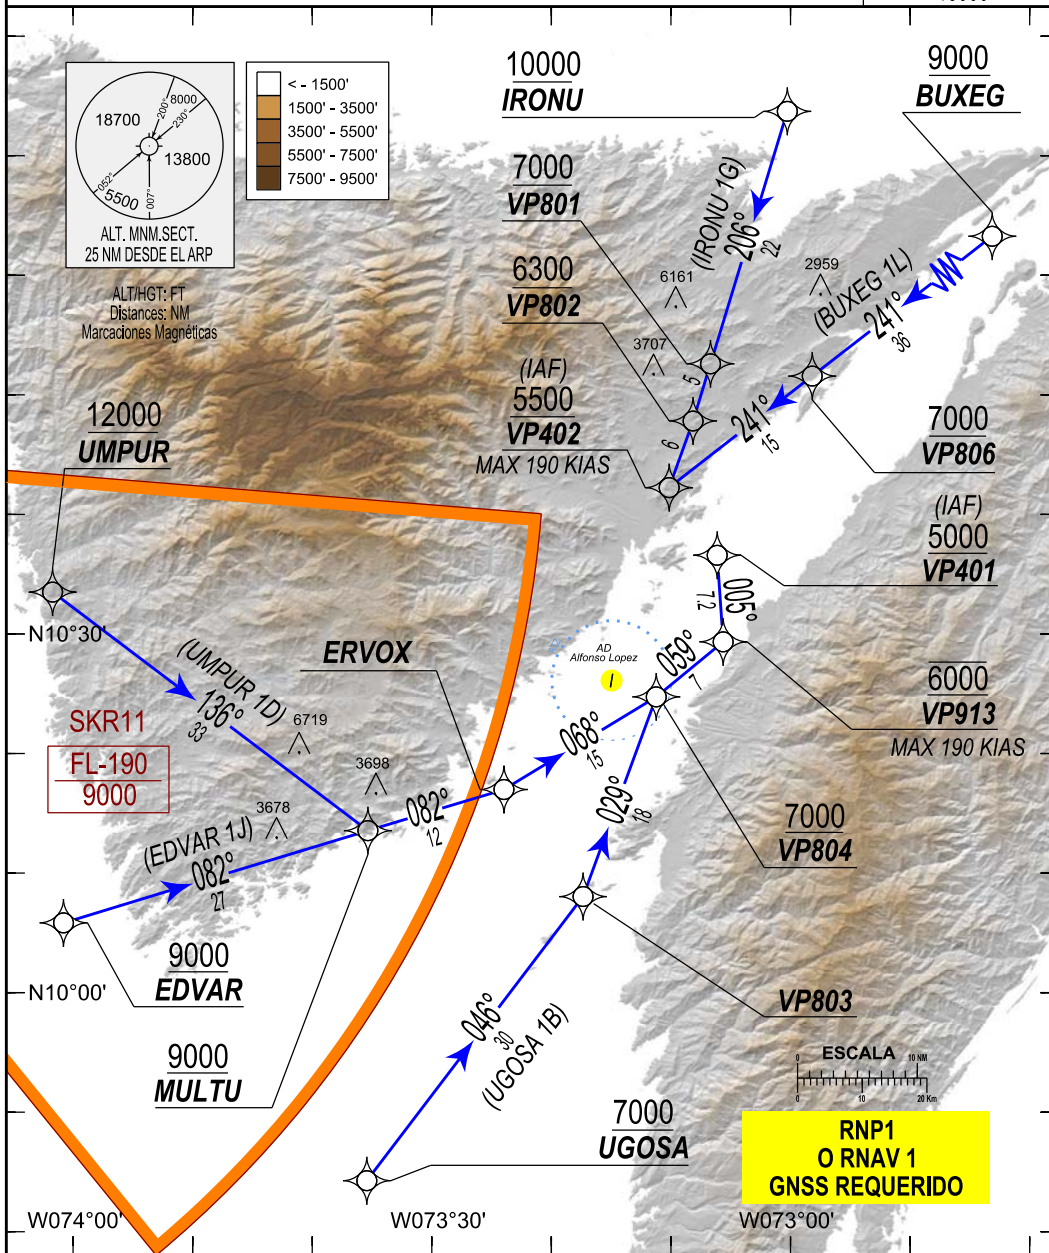 10000
IRONU
9000
BUXEG
18700
8000
200°
230°
13800
052°
5500
007°
ALT. MNM.SECT.
25 NM DESDE EL ARP
< - 1500'
1500' - 3500'
3500' - 5500'
5500' - 7500'
7500' - 9500'
ALT/HGT: FT
Distances: NM
Marcaciones Magnéticas
7000
VP801
6300
VP802
(IAF)
5500
VP402
MAX 190 KIAS
(IRONU 1G)
206°
22
6161
2959
3707
(BUXEG 1L)
241°
36
5
6
241°
15
12000
UMPUR
7000
VP806
(IAF)
5000
VP401
005°
7.2
N10°30'
ERVOX
AD
Alfonso Lopez
I
059°
7
6000
VP913
MAX 190 KIAS
(UMPUR 1D)
136°
33
6719
SKR11
FL-190
9000
3698
3678
068°
15
082°
12
029°
18
(EDVAR 1J)
082°
27
7000
VP804
9000
EDVAR
N10°00'
VP803
046°
30
(UGOSA 1B)
9000
MULTU
ESCALA
0
10 NM
0
10
20 Km
7000
UGOSA
RNP1
O RNAV 1
GNSS REQUERIDO
W074°00'
W073°30'
W073°00'